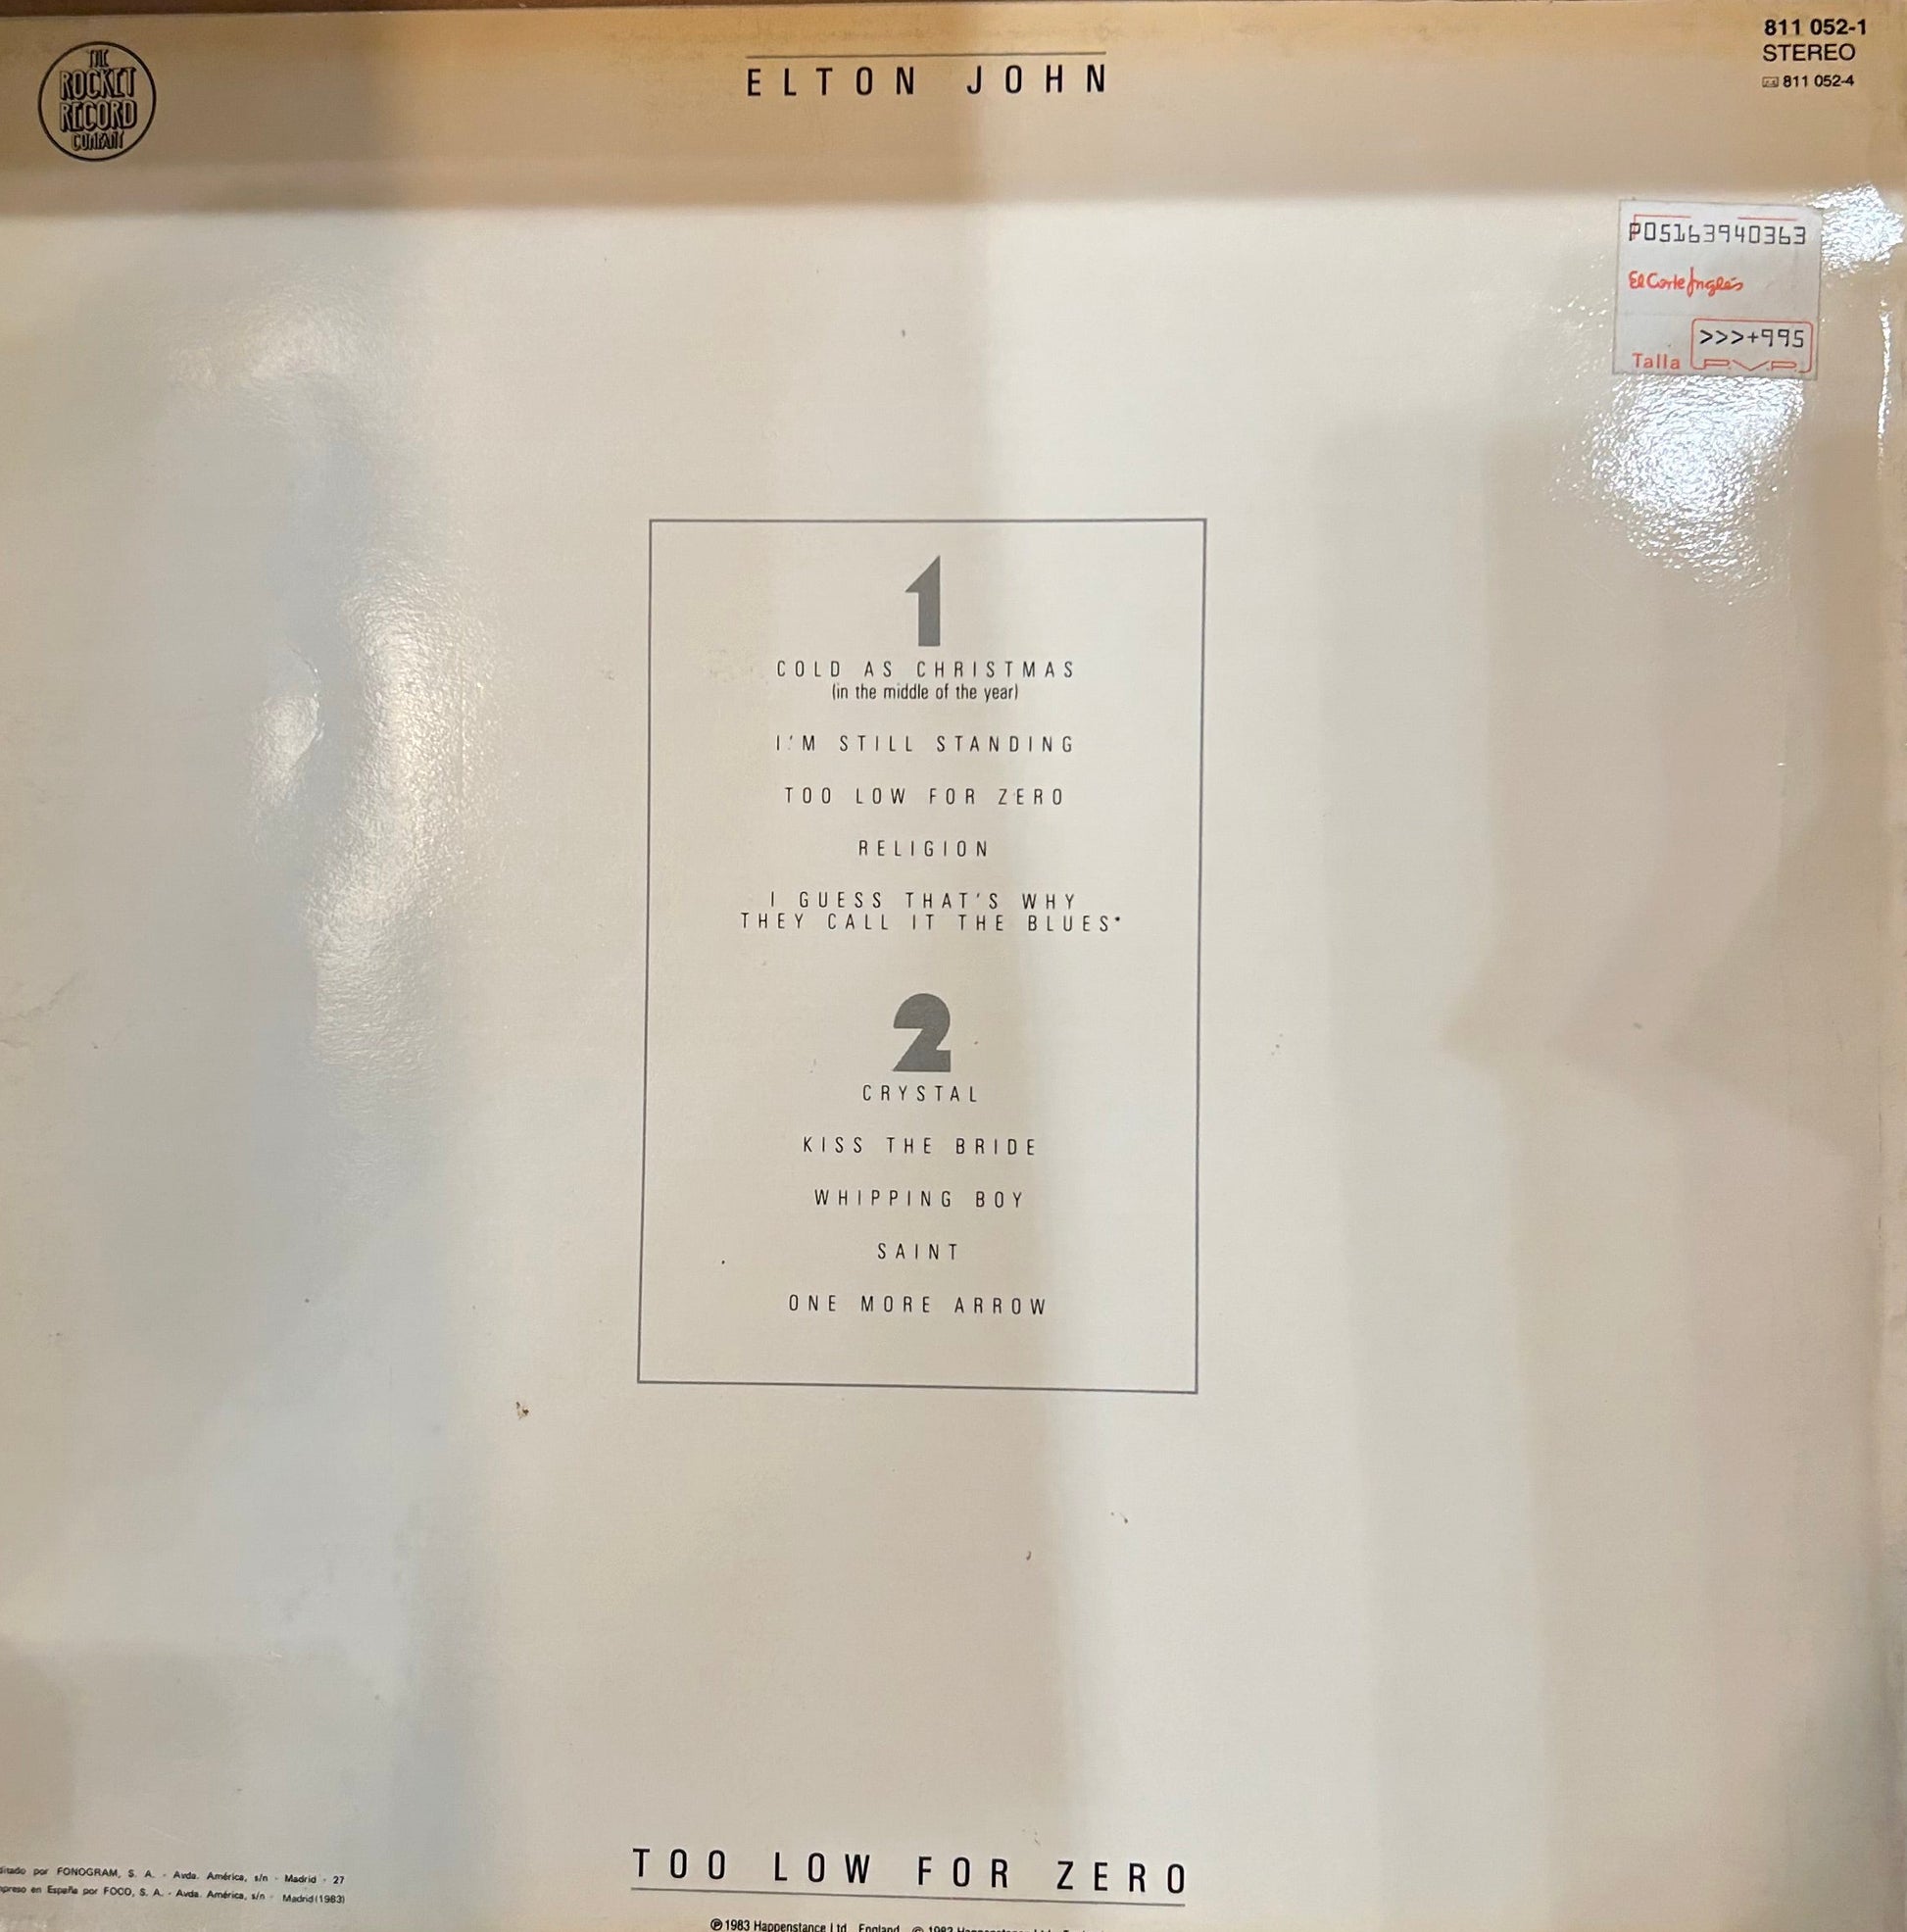 THE
ROCKET
RECORD
COMPANY
ELTON JOHN
811 052-1
STEREO
811 052-4
P05163940363
El Corte Inglés
>>>+995
Talla P.V.P.
1
COLD AS CHRISTMAS
(in the middle of the year)
I'M STILL STANDING
TOO LOW FOR ZERO
RELIGION
I GUESS THAT'S WHY
THEY CALL IT THE BLUES*
2
CRYSTAL
KISS THE BRIDE
WHIPPING BOY
SAINT
ONE MORE ARROW
TOO LOW FOR ZERO
por FONOGRAM, S. A. - Avda. América, s/n - Madrid - 27
en España por FOCO, S. A. - Avda. América, s/n - Madrid (1983)
℗ 1983 Happenstance Ltd. England